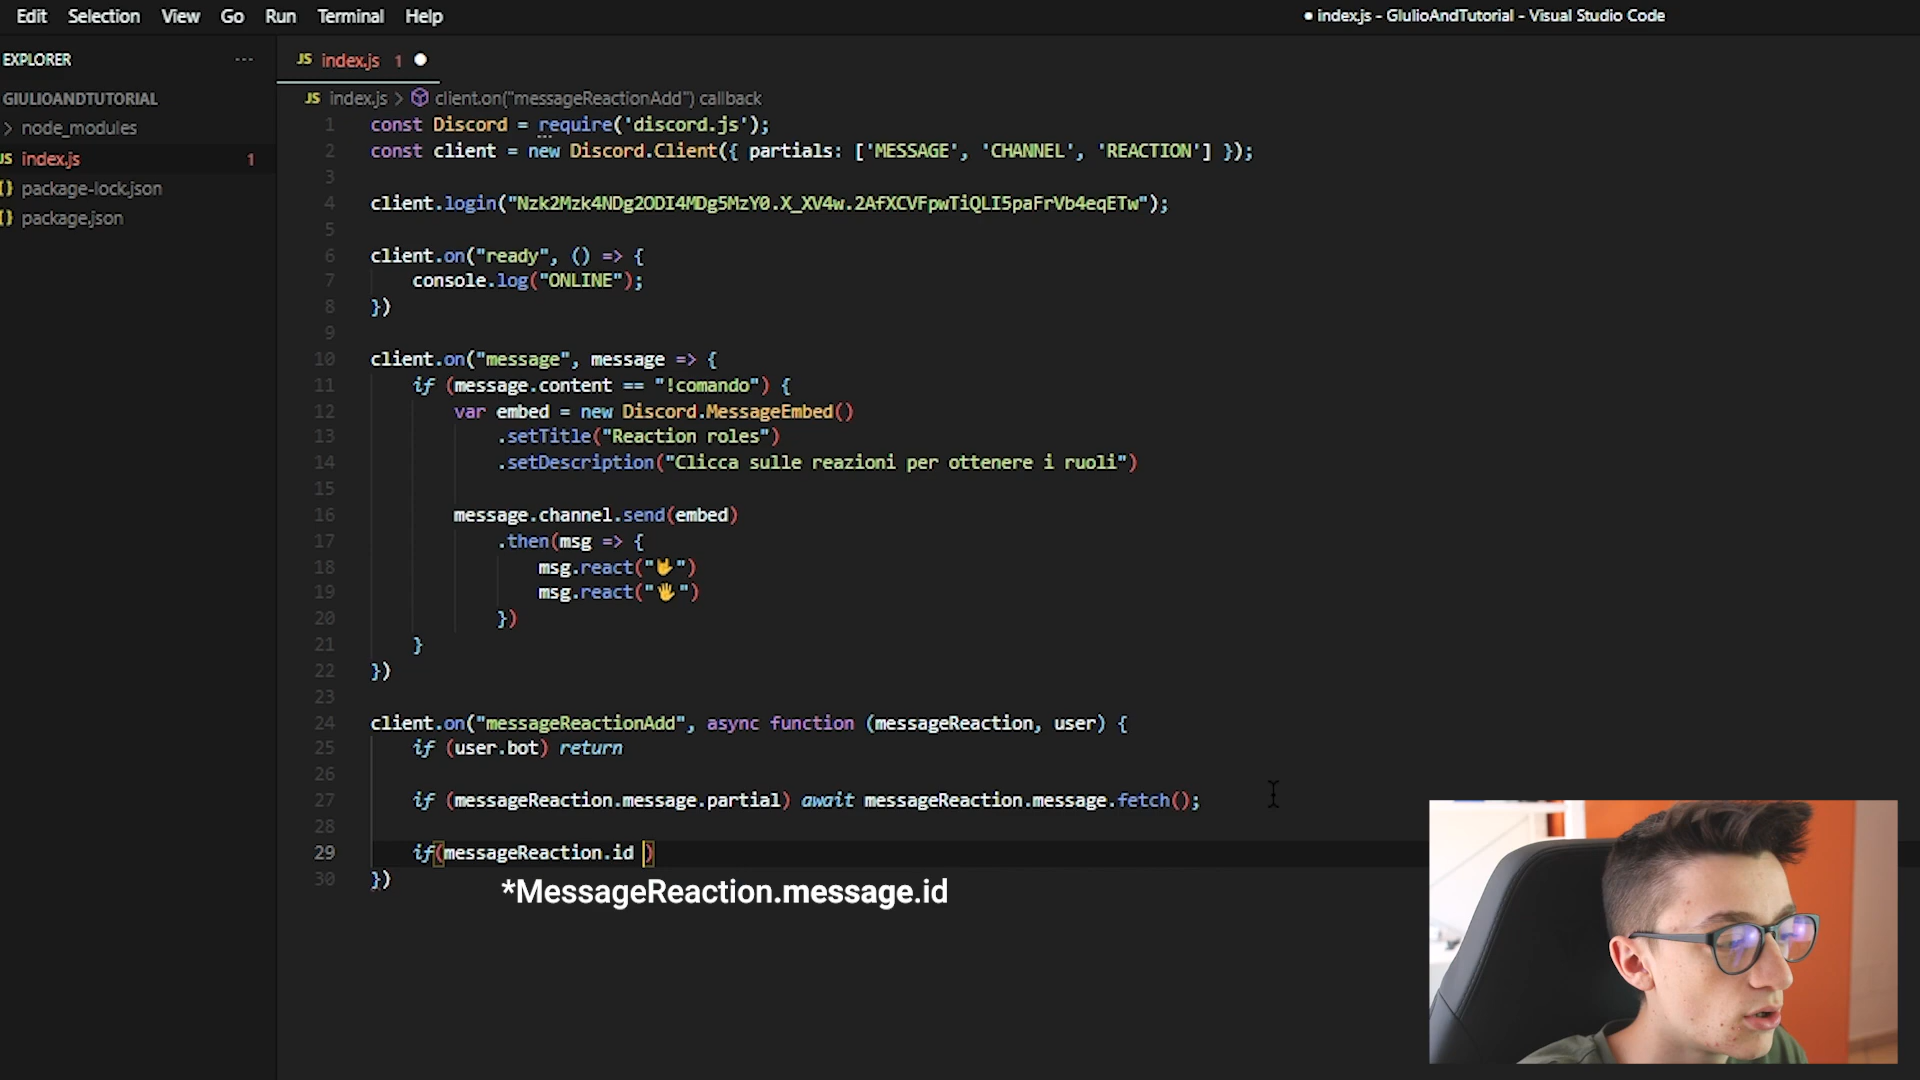 Edit Selection View Go Run Terminal Help
● index.js - GIulioAndTutorial - Visual Studio Code
EXPLORER ···
JS index.js 1 ●
GIULIOANDTUTORIAL
> node_modules
JS index.js 1
{} package-lock.json
{} package.json
JS index.js > client.on("messageReactionAdd") callback
1 const Discord = require('discord.js');
2 const client = new Discord.Client({ partials: ['MESSAGE', 'CHANNEL', 'REACTION'] });
3
4 client.login("Nzk2Mzk4NDg2ODI4MDg5MzY0.X_XV4w.2AfXCVFpwTiQLI5paFrVb4eqETw");
5
6 client.on("ready", () => {
7 console.log("ONLINE");
8 })
9
10 client.on("message", message => {
11 if (message.content == "!comando") {
12 var embed = new Discord.MessageEmbed()
13 .setTitle("Reaction roles")
14 .setDescription("Clicca sulle reazioni per ottenere i ruoli")
15
16 message.channel.send(embed)
17 .then(msg => {
18 msg.react("🤟")
19 msg.react("🖐")
20 })
21 }
22 })
23
24 client.on("messageReactionAdd", async function (messageReaction, user) {
25 if (user.bot) return
26
27 if (messageReaction.message.partial) await messageReaction.message.fetch();
28
29 if(messageReaction.id )
30 })
*MessageReaction.message.id